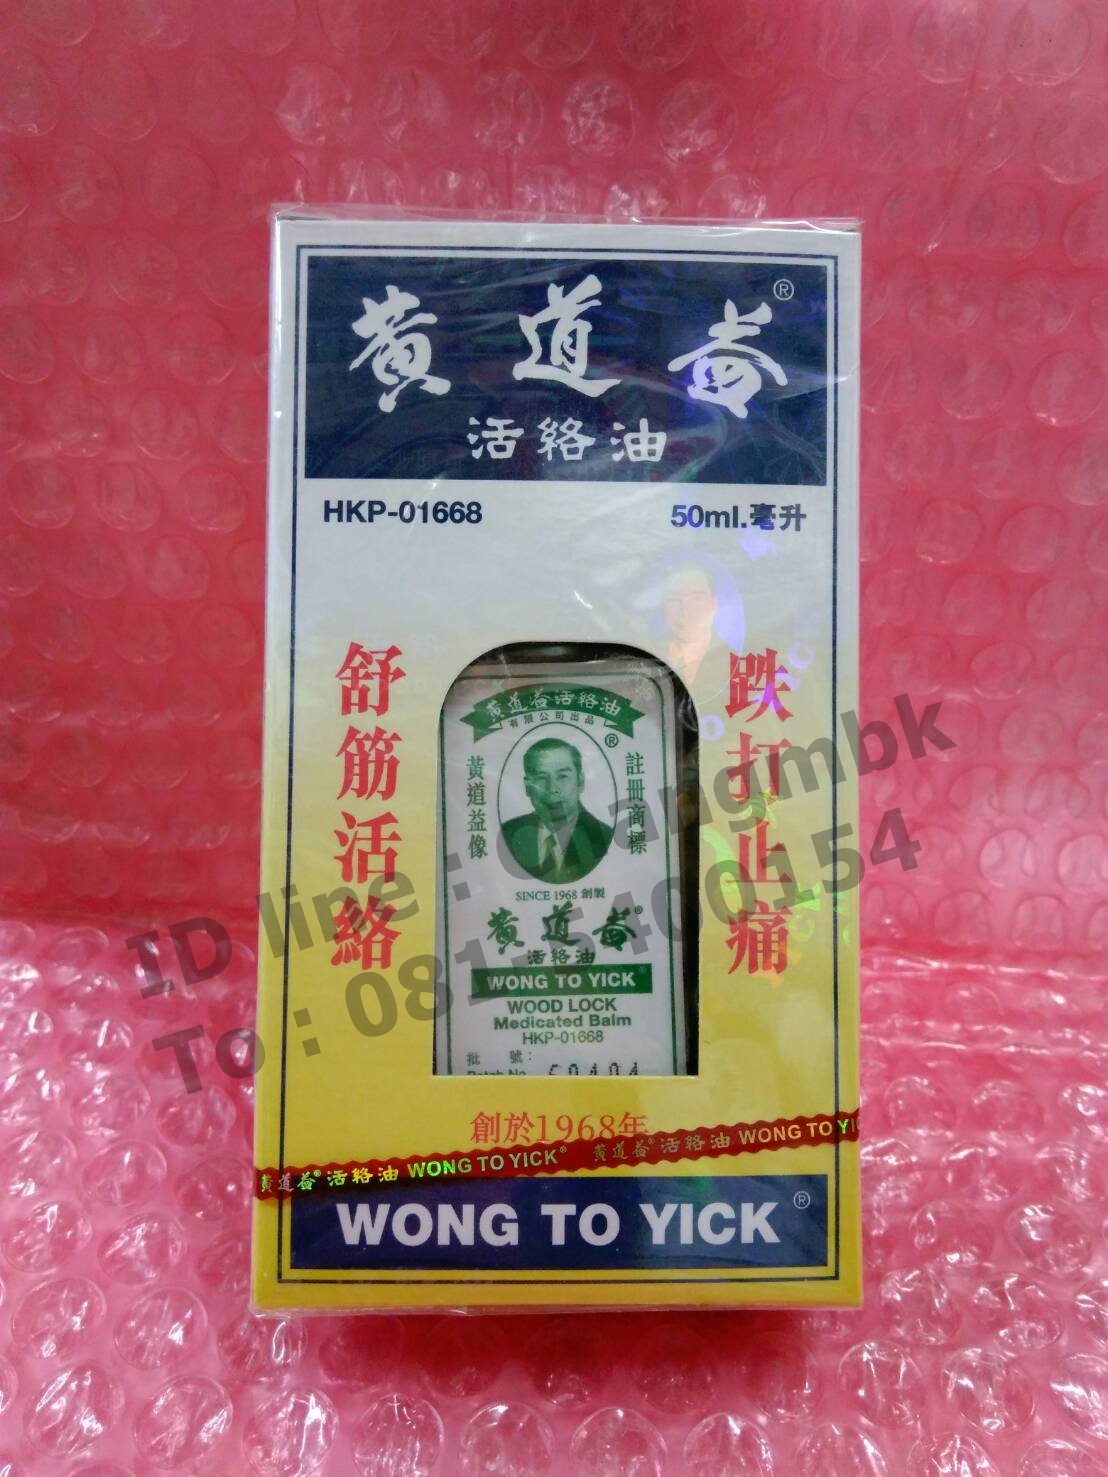 黃道益®
活絡油
HKP-01668
50ml.毫升
舒筋活絡
跌打止痛
黃道益活絡油
有限公司出品
®
黃道益像
註冊商標
SINCE 1968 創製
黃道益®
活絡油
WONG TO YICK®
WOOD LOCK
Medicated Balm
HKP-01668
批 號:
Batch No.
創於1968年
黃道益®活絡油 WONG TO YICK® 黃道益®活絡油 WONG TO YI
WONG TO YICK®
ID line : changmbk
To : 0815400154